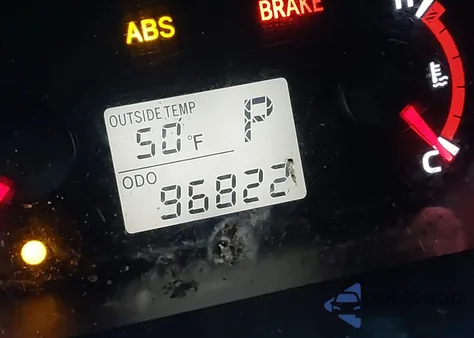 ABS
BRAKE
H
OUTSIDE TEMP
50 °F
P
ODO
96822
C